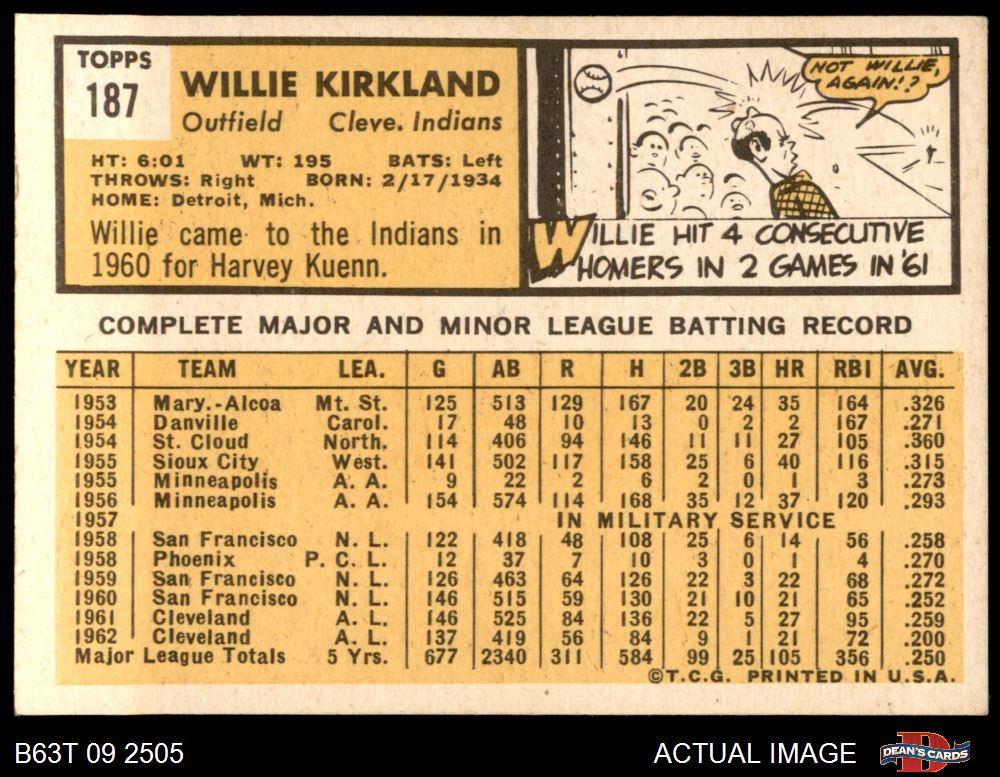 TOPPS
187
WILLIE KIRKLAND
Outfield Cleve. Indians
HT: 6:01 WT: 195 BATS: Left
THROWS: Right BORN: 2/17/1934
HOME: Detroit, Mich.
Willie came to the Indians in
1960 for Harvey Kuenn.
NOT WILLIE,
AGAIN!?
WILLIE HIT 4 CONSECUTIVE
HOMERS IN 2 GAMES IN '61
COMPLETE MAJOR AND MINOR LEAGUE BATTING RECORD
YEAR TEAM LEA. G AB R H 2B 3B HR RBI AVG.
1953 Mary.-Alcoa Mt. St. 125 513 129 167 20 24 35 164 .326
1954 Danville Carol. 17 48 10 13 0 2 2 167 .271
1954 St. Cloud North. 114 406 94 146 11 11 27 105 .360
1955 Sioux City West. 141 502 117 158 25 6 40 116 .315
1955 Minneapolis A. A. 9 22 2 6 2 0 1 3 .273
1956 Minneapolis A. A. 154 574 114 168 35 12 37 120 .293
1957 IN MILITARY SERVICE
1958 San Francisco N. L. 122 418 48 108 25 6 14 56 .258
1958 Phoenix P. C. L. 12 37 7 10 3 0 1 4 .270
1959 San Francisco N. L. 126 463 64 126 22 3 22 68 .272
1960 San Francisco N. L. 146 515 59 130 21 10 21 65 .252
1961 Cleveland A. L. 146 525 84 136 22 5 27 95 .259
1962 Cleveland A. L. 137 419 56 84 9 1 21 72 .200
Major League Totals 5 Yrs. 677 2340 311 584 99 25 105 356 .250
©T.C.G. PRINTED IN U.S.A.
B63T 09 2505 ACTUAL IMAGE DEAN'S CARDS